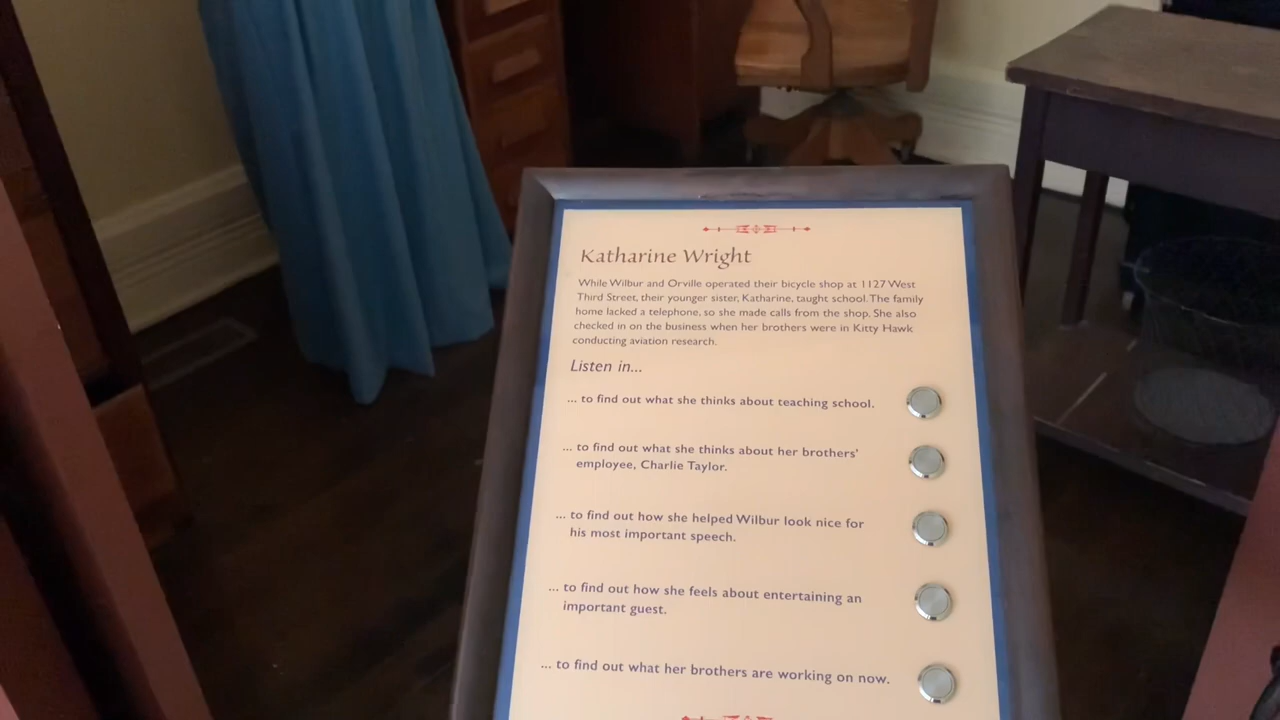 Katharine Wright
While Wilbur and Orville operated their bicycle shop at 1127 West
Third Street, their younger sister, Katharine, taught school. The family
home lacked a telephone, so she made calls from the shop. She also
checked in on the business when her brothers were in Kitty Hawk
conducting aviation research.
Listen in...
... to find out what she thinks about teaching school.
... to find out what she thinks about her brothers'
employee, Charlie Taylor.
... to find out how she helped Wilbur look nice for
his most important speech.
... to find out how she feels about entertaining an
important guest.
... to find out what her brothers are working on now.